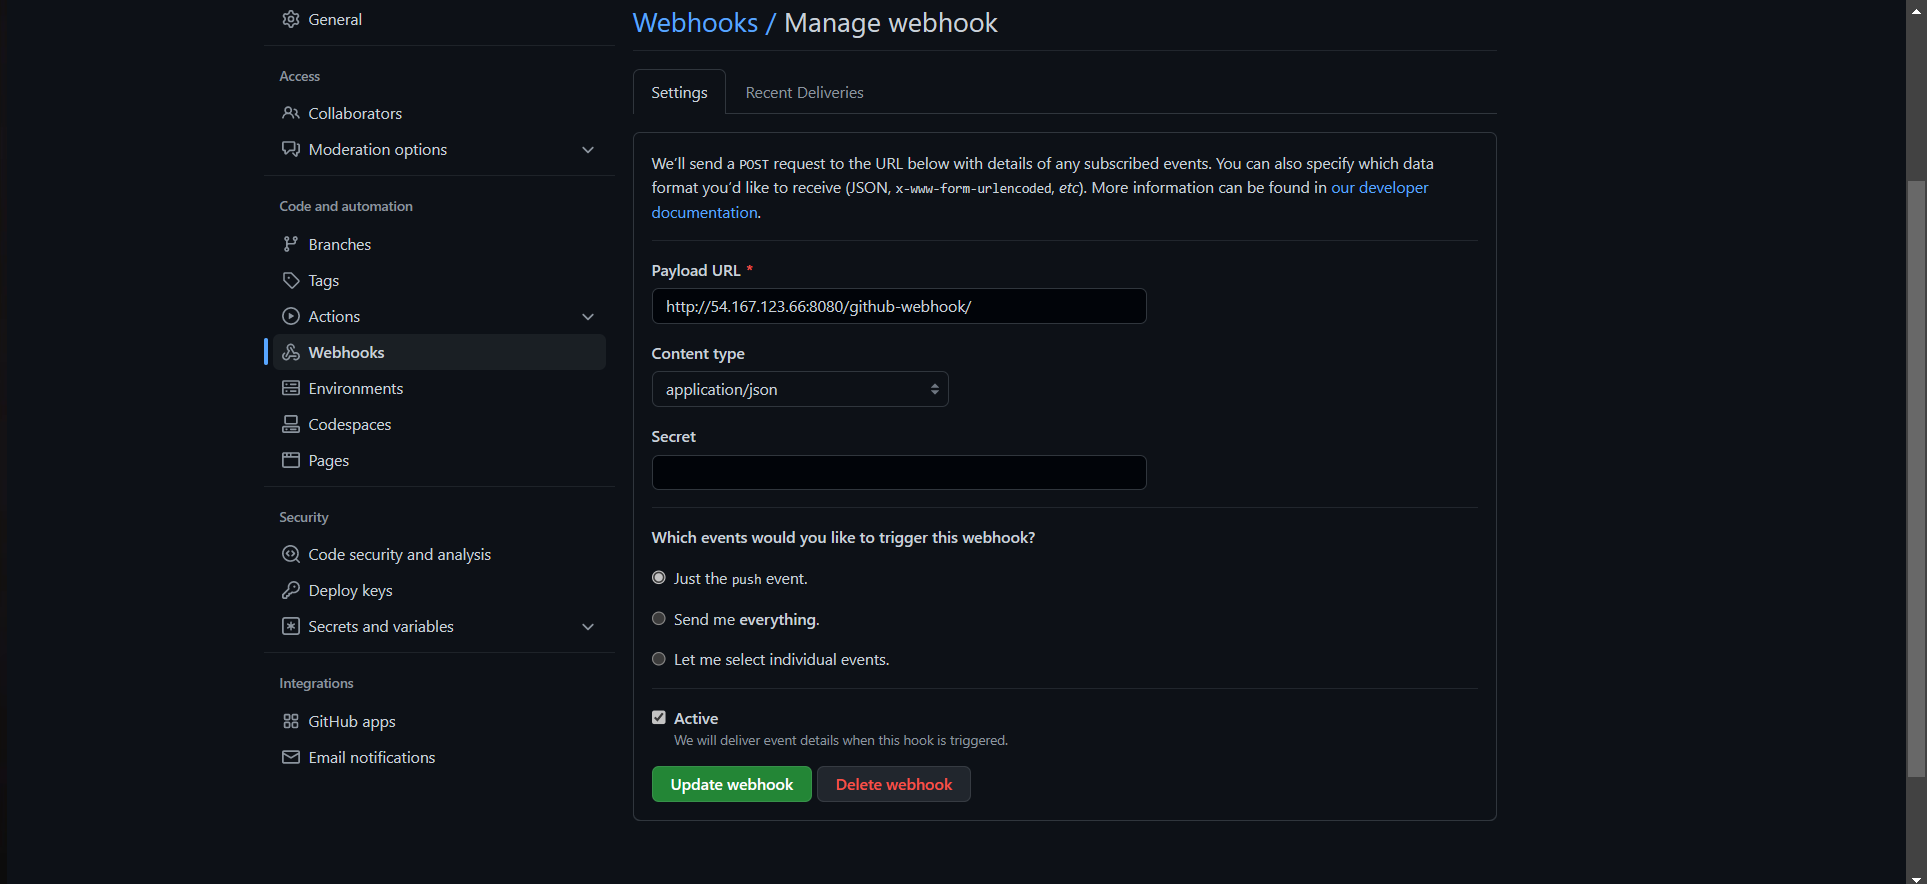 General
Access
Collaborators
Moderation options
Code and automation
Branches
Tags
Actions
Webhooks
Environments
Codespaces
Pages
Security
Code security and analysis
Deploy keys
Secrets and variables
Integrations
GitHub apps
Email notifications
Webhooks / Manage webhook
Settings
Recent Deliveries
We'll send a POST request to the URL below with details of any subscribed events. You can also specify which data
format you'd like to receive (JSON, x-www-form-urlencoded, etc). More information can be found in our developer
documentation.
Payload URL *
http://54.167.123.66:8080/github-webhook/
Content type
application/json
Secret
Which events would you like to trigger this webhook?
Just the push event.
Send me everything.
Let me select individual events.
Active
We will deliver event details when this hook is triggered.
Update webhook
Delete webhook